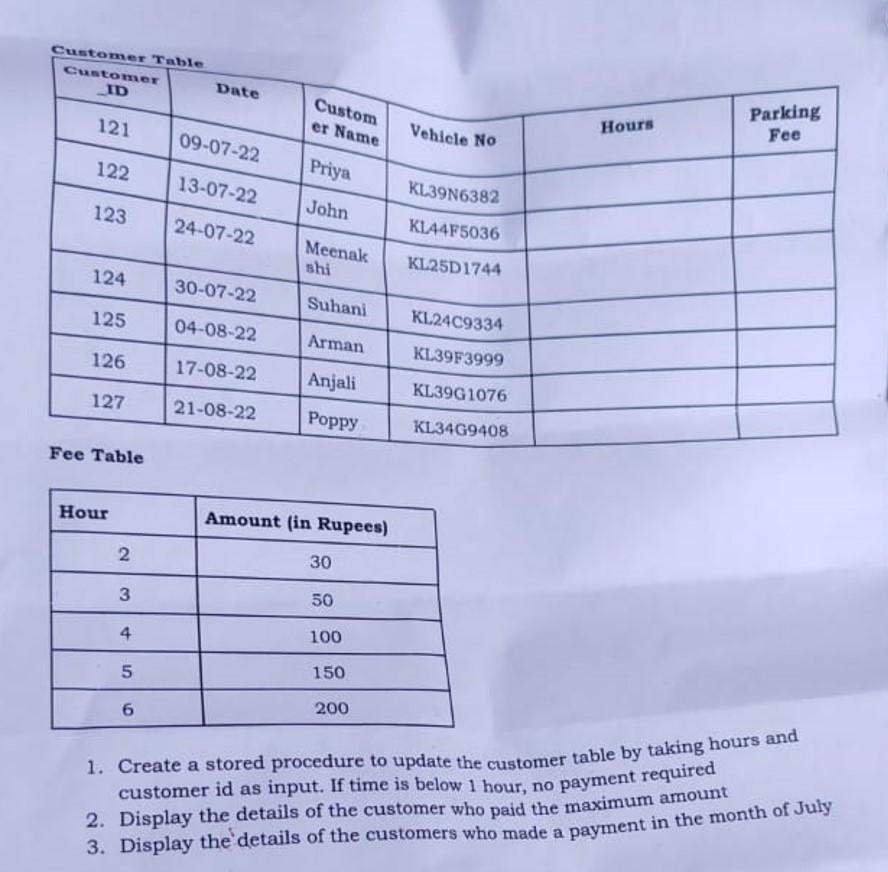 Customer Table
Customer _ID Date Custom er Name Vehicle No Hours Parking Fee
121 09-07-22 Priya KL39N6382
122 13-07-22 John KL44F5036
123 24-07-22 Meenak shi KL25D1744
124 30-07-22 Suhani KL24C9334
125 04-08-22 Arman KL39F3999
126 17-08-22 Anjali KL39G1076
127 21-08-22 Poppy KL34G9408
Fee Table
Hour Amount (in Rupees)
2 30
3 50
4 100
5 150
6 200
1. Create a stored procedure to update the customer table by taking hours and
customer id as input. If time is below 1 hour, no payment required
2. Display the details of the customer who paid the maximum amount
3. Display the details of the customers who made a payment in the month of July